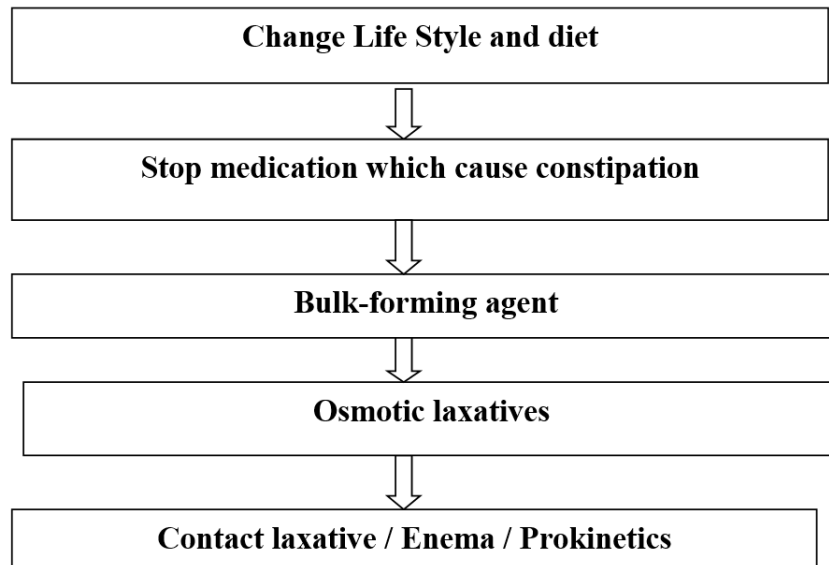 Change Life Style and diet
Stop medication which cause constipation
Bulk-forming agent
Osmotic laxatives
Contact laxative / Enema / Prokinetics